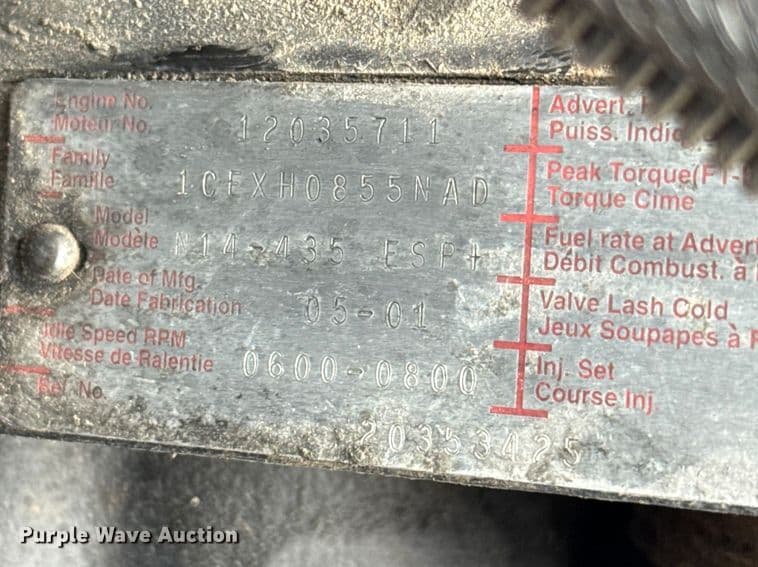 Engine No.
Moteur No. 12035711
Family
Famille 1CEXH0855NAD
Model
Modèle N14-435 ESP+
Date of Mfg.
Date Fabrication 05-01
Idle Speed RPM
Vitesse de Ralentie 0600-0800
Ref. No.
20353425
Advert.
Puiss. Indiq
Peak Torque(FT-
Torque Cime
Fuel rate at Advert
Débit Combust. à
Valve Lash Cold
Jeux Soupapes à F
Inj. Set
Course Inj.
Purple Wave Auction